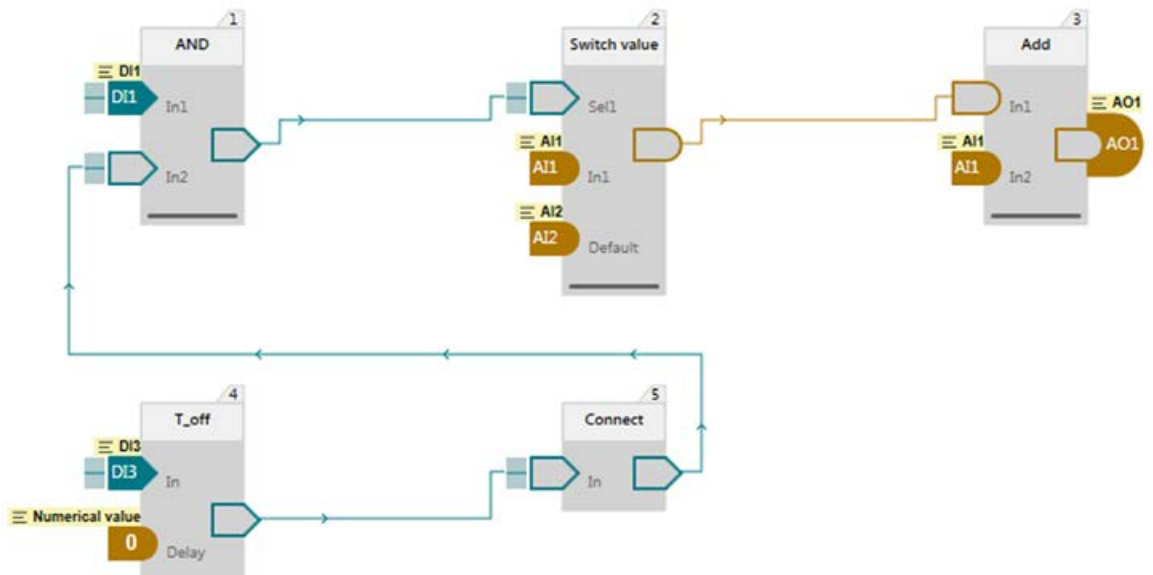 1
AND
DI1
DI1
In1
In2
2
Switch value
Sel1
AI1
AI1
In1
AI2
AI2
Default
3
Add
In1
AO1
AO1
AI1
AI1
In2
4
T_off
DI3
DI3
In
Numerical value
0
Delay
5
Connect
In